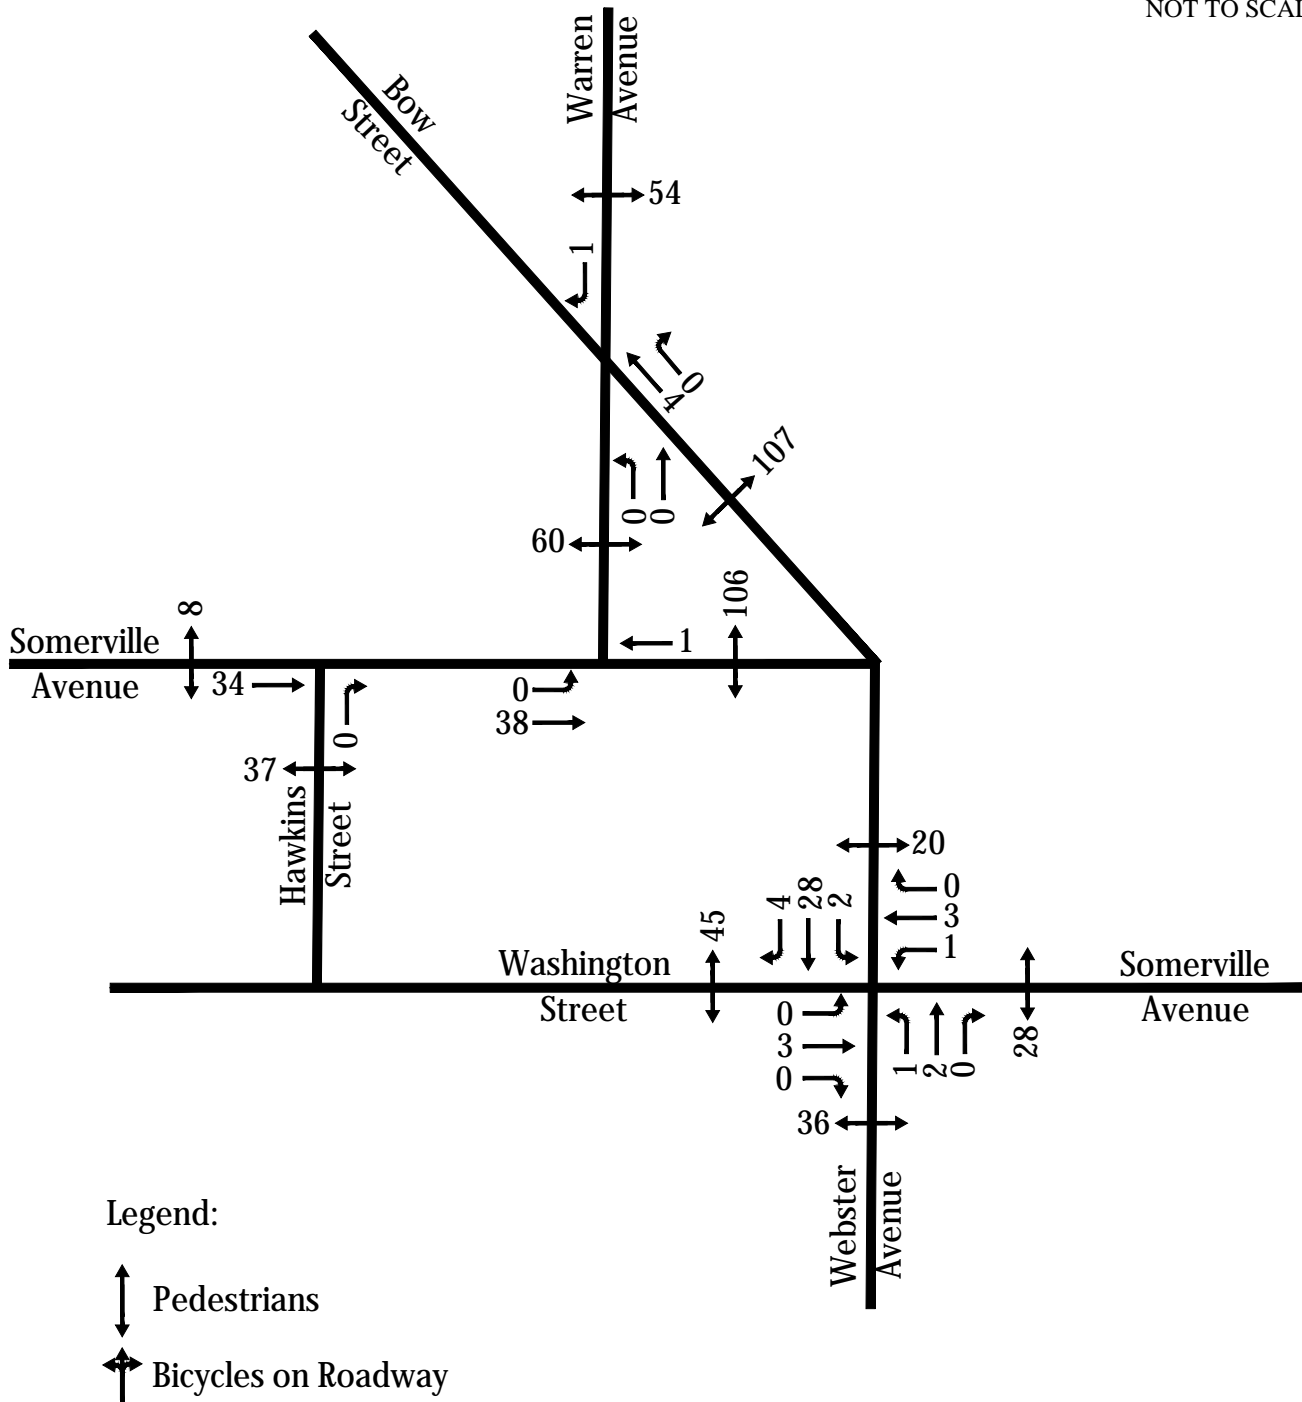 NOT TO SCAL
Warren
Avenue
Bow
Street
54
1
0
4
107
0
0
60
106
8
1
Somerville
Avenue
34
0
0
38
37
Hawkins
Street
20
0
3
1
4
28
2
45
Washington
Street
Somerville
Avenue
0
3
0
1
2
0
28
36
Webster
Avenue
Legend:
Pedestrians
Bicycles on Roadway